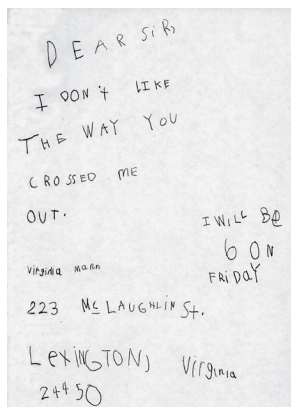 DEAR SIR,
I DON't LIKE
THE WAY YOU
CROSSED ME
OUT.
I WILL BE
6 ON
FRIDAY
Virginia Mann
223 McLAUGHLIN St.
LexINGTON, Virginia
24450